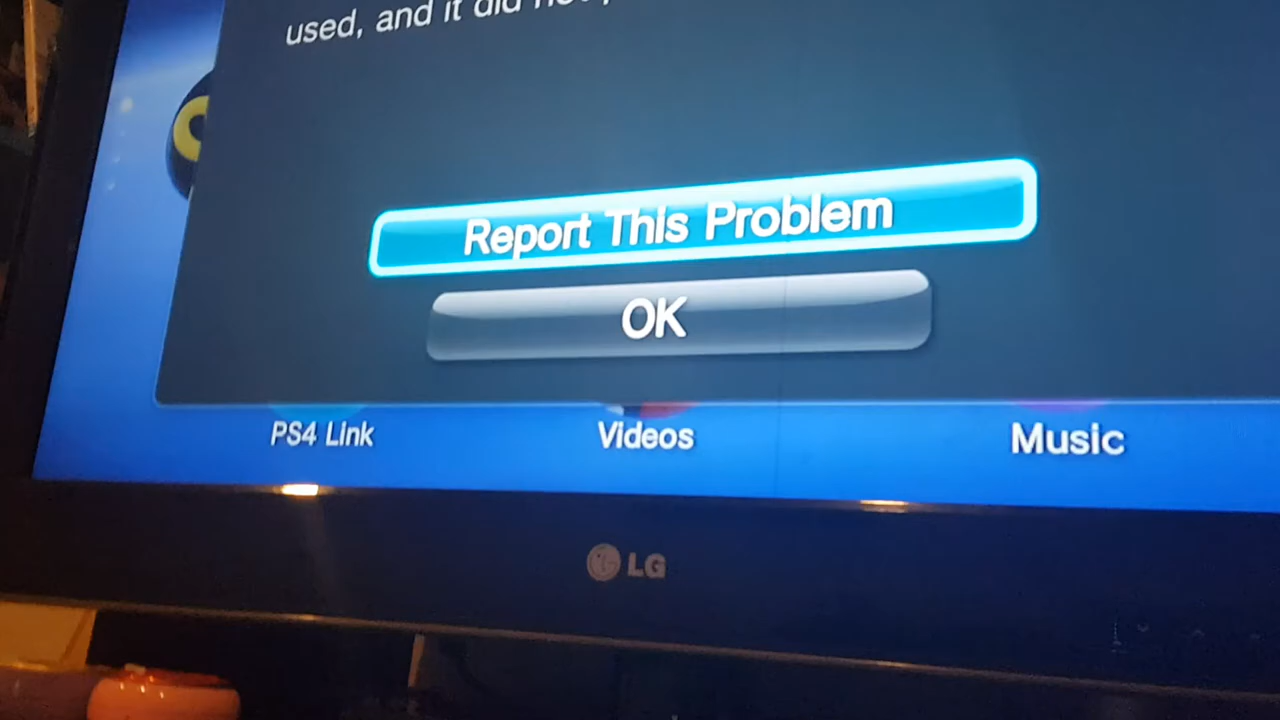 used, and it did
Report This Problem
OK
PS4 Link
Videos
Music
LG